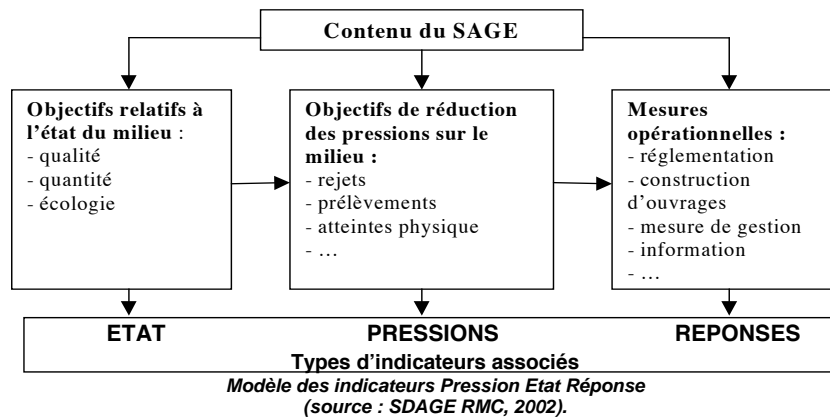 Contenu du SAGE
Objectifs relatifs à
l'état du milieu :
- qualité
- quantité
- écologie
Objectifs de réduction
des pressions sur le
milieu :
- rejets
- prélèvements
- atteintes physique
- …
Mesures
opérationnelles :
- réglementation
- construction
d'ouvrages
- mesure de gestion
- information
- …
ETAT PRESSIONS REPONSES
Types d'indicateurs associés
Modèle des indicateurs Pression Etat Réponse
(source : SDAGE RMC, 2002).